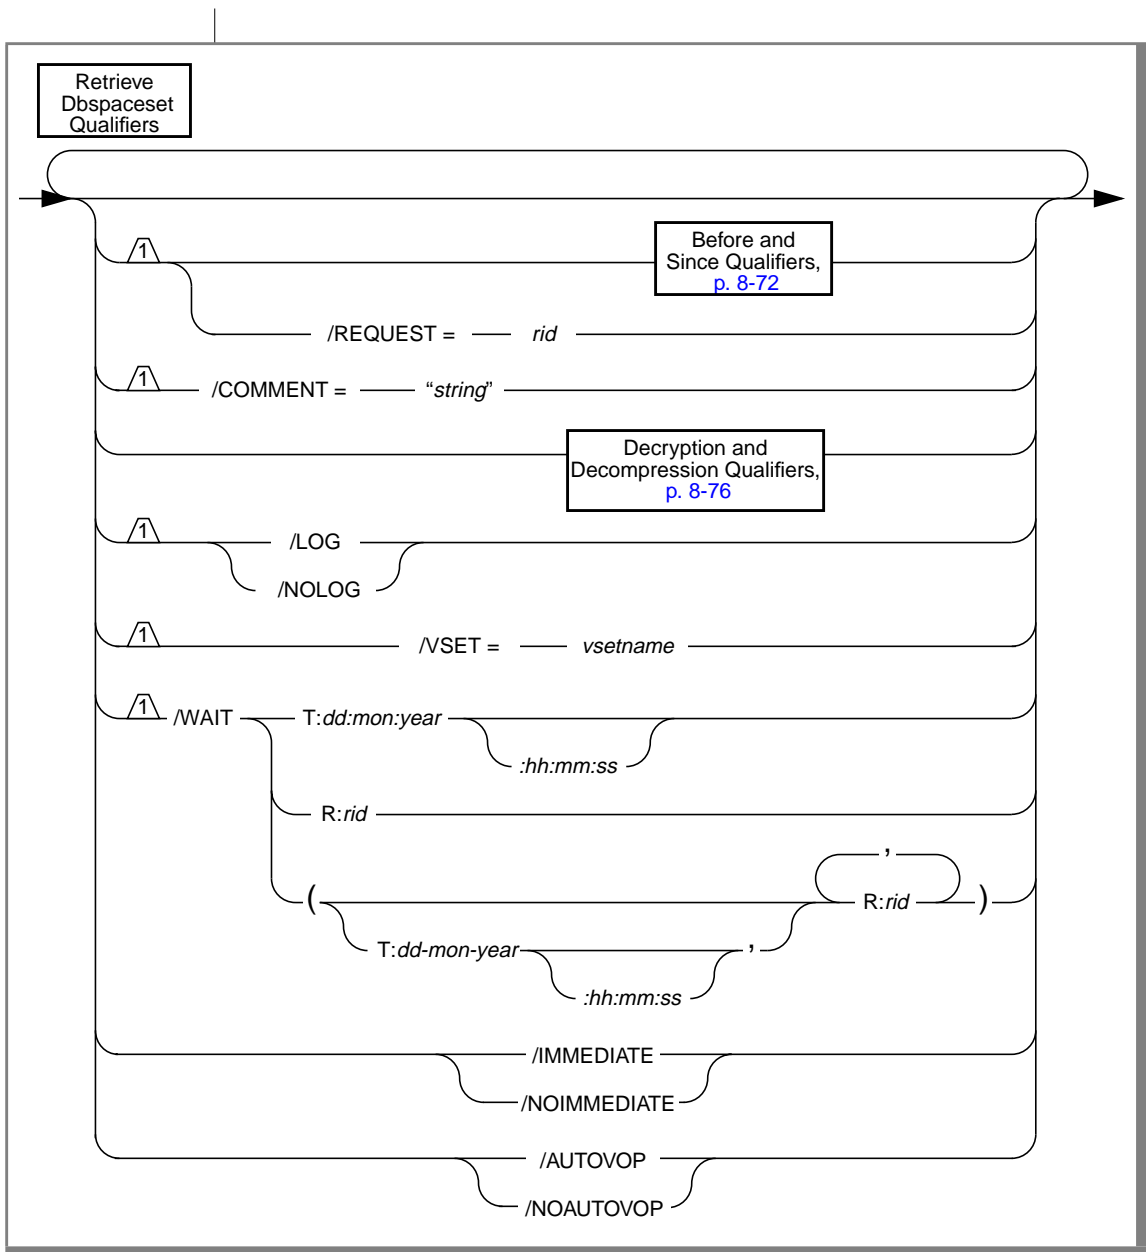 Retrieve
Dbspaceset
Qualifiers
1
Before and
Since Qualifiers,
p. 8-72
/REQUEST = rid
1
/COMMENT = “string”
Decryption and
Decompression Qualifiers,
p. 8-76
1
/LOG
/NOLOG
1
/VSET = vsetname
1
/WAIT T:dd:mon:year
:hh:mm:ss
R:rid
,
( R:rid )
T:dd-mon-year ,
:hh:mm:ss
/IMMEDIATE
/NOIMMEDIATE
/AUTOVOP
/NOAUTOVOP